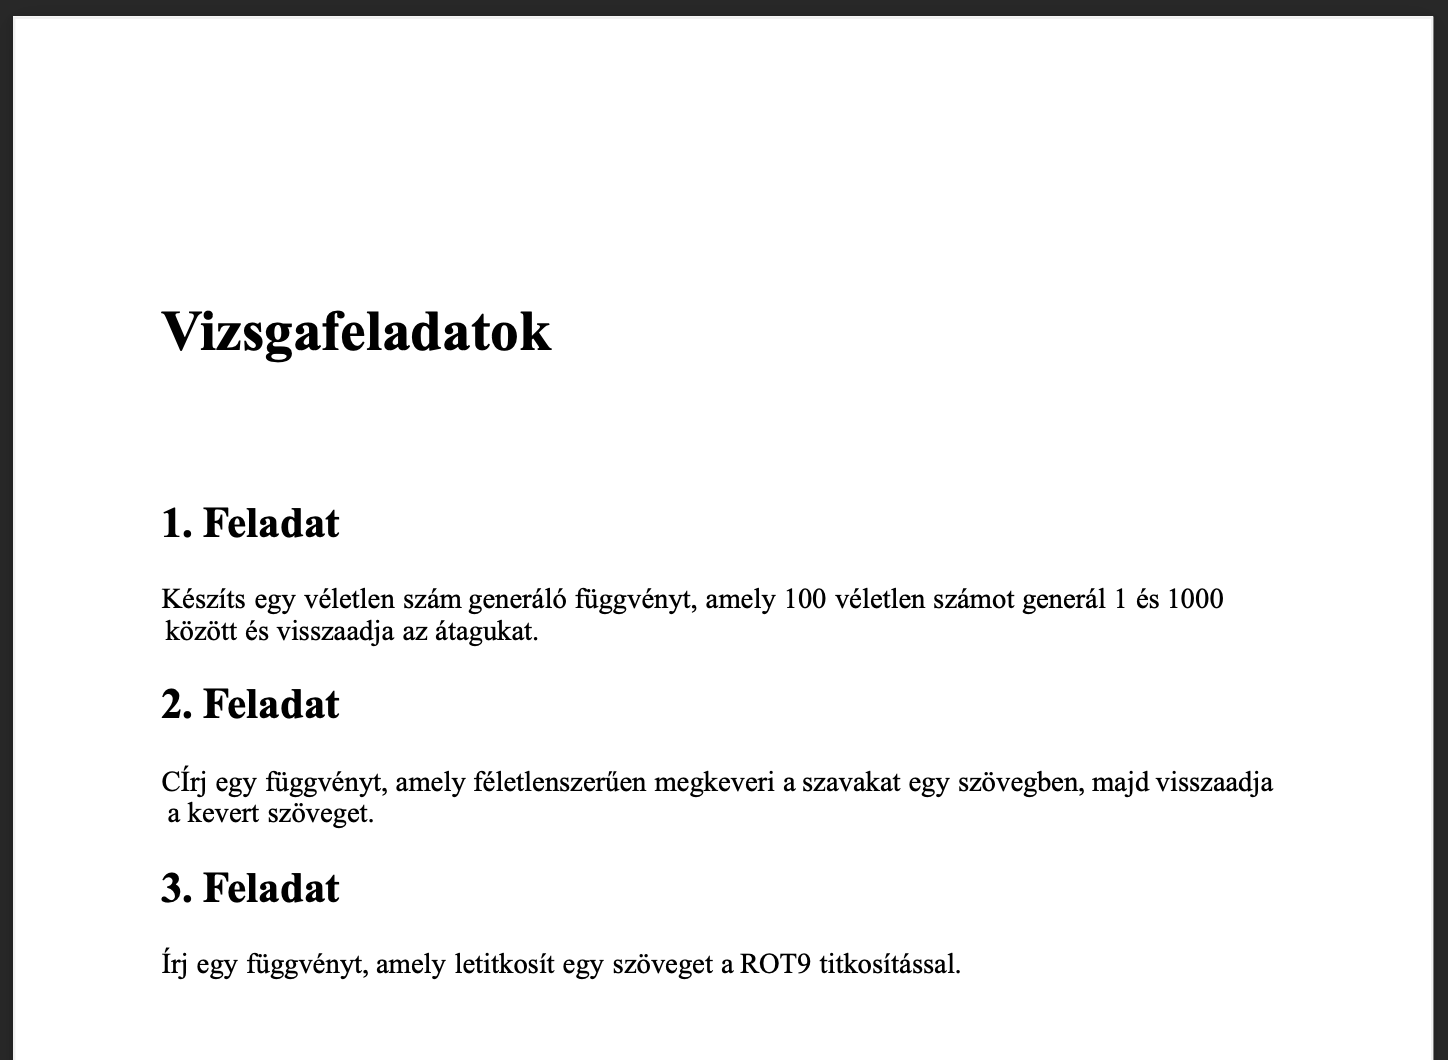 Vizsgafeladatok
1. Feladat
Készíts egy véletlen szám generáló függvényt, amely 100 véletlen számot generál 1 és 1000
között és visszaadja az átagukat.
2. Feladat
CÍrj egy függvényt, amely féletlenszerűen megkeveri a szavakat egy szövegben, majd visszaadja
a kevert szöveget.
3. Feladat
Írj egy függvényt, amely letitkosít egy szöveget a ROT9 titkosítással.